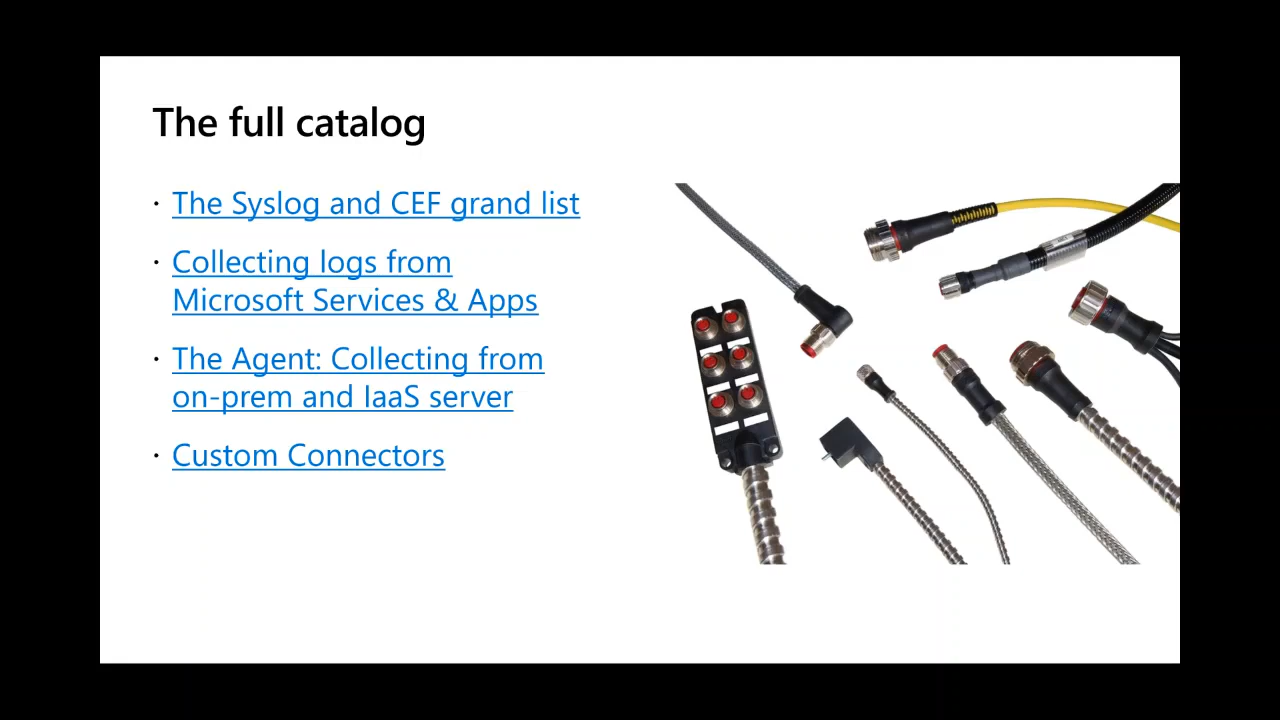 The full catalog
· The Syslog and CEF grand list
· Collecting logs from
Microsoft Services & Apps
· The Agent: Collecting from
on-prem and IaaS server
· Custom Connectors